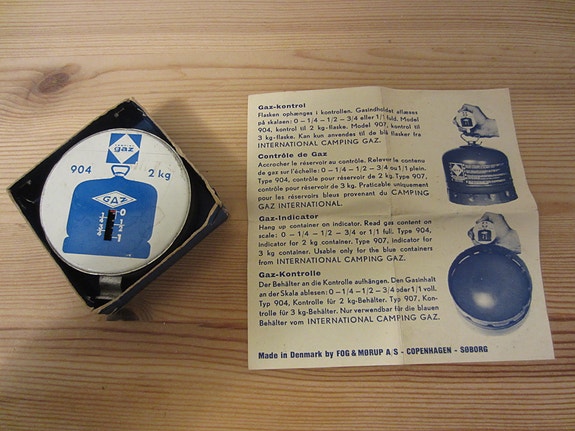 gaz
904
2 kg
GAZ
0
1
Gaz-kontrol
Flasken ophænges i kontrollen. Gasindholdet aflæses
på skalaen: 0 – 1/4 – 1/2 – 3/4 eller 1/1 fuld. Model
904, kontrol til 2 kg-flaske. Model 907, kontrol til
3 kg-flaske. Kan kun anvendes til de blå flasker fra
INTERNATIONAL CAMPING GAZ.
Contrôle de Gaz
Accrocher le réservoir au contrôle. Relever le contenu
de gaz sur l'échelle: 0 – 1/4 – 1/2 – 3/4 ou 1/1 plein.
Type 904, contrôle pour réservoir de 2 kg. Type 907,
contrôle pour réservoir de 3 kg. Praticable uniquement
pour les réservoirs bleus provenant du CAMPING
GAZ INTERNATIONAL.
Gaz-Indicator
Hang up container on indicator. Read gas content on
scale: 0 – 1/4 – 1/2 – 3/4 or 1/1 full. Type 904,
indicator for 2 kg container. Type 907, indicator for
3 kg container. Usable only for the blue containers
from INTERNATIONAL CAMPING GAZ.
Gaz-Kontrolle
Der Behälter an die Kontrolle aufhängen. Den Gasinhalt
an der Skala ablesen: 0 – 1/4 – 1/2 – 3/4 oder 1/1 voll.
Typ 904, Kontrolle für 2 kg-Behälter. Typ 907, Kon-
trolle für 3 kg-Behälter. Nur verwendbar für die blauen
Behälter vom INTERNATIONAL CAMPING GAZ.
Made in Denmark by FOG & MØRUP A/S - COPENHAGEN - SØBORG